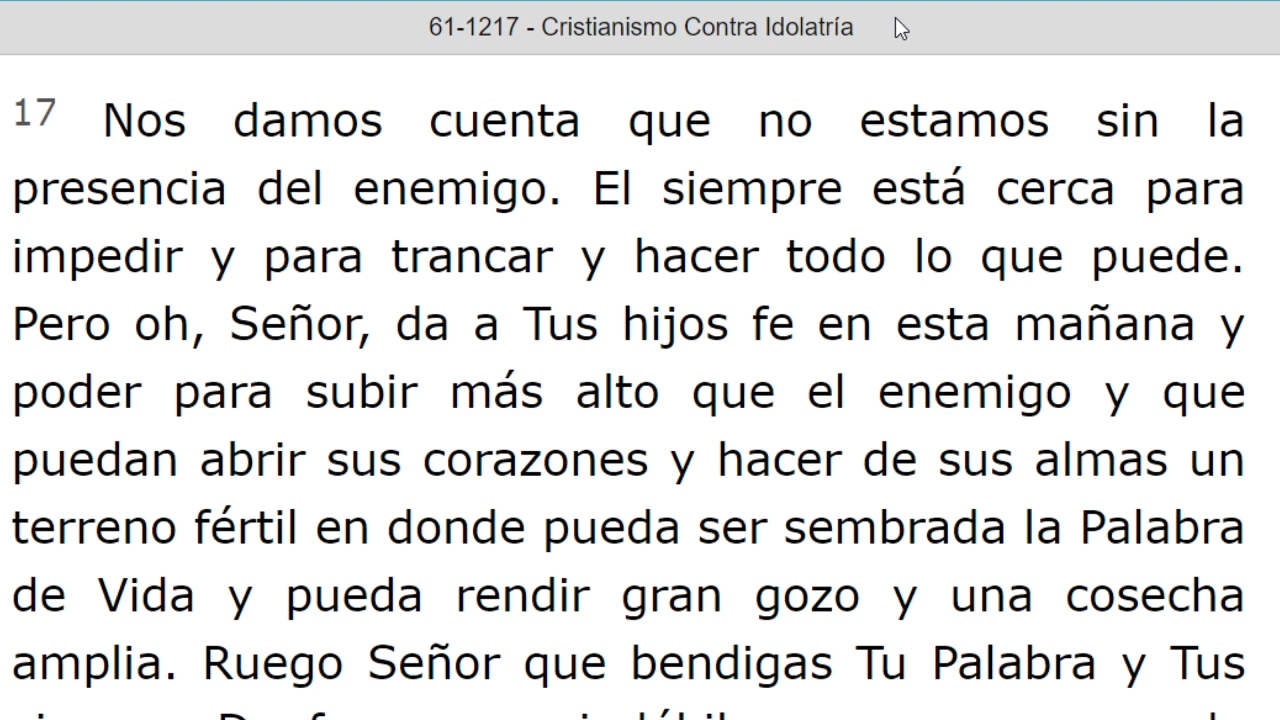 61-1217 - Cristianismo Contra Idolatría
17 Nos damos cuenta que no estamos sin la
presencia del enemigo. El siempre está cerca para
impedir y para trancar y hacer todo lo que puede.
Pero oh, Señor, da a Tus hijos fe en esta mañana y
poder para subir más alto que el enemigo y que
puedan abrir sus corazones y hacer de sus almas un
terreno fértil en donde pueda ser sembrada la Palabra
de Vida y pueda rendir gran gozo y una cosecha
amplia. Ruego Señor que bendigas Tu Palabra y Tus